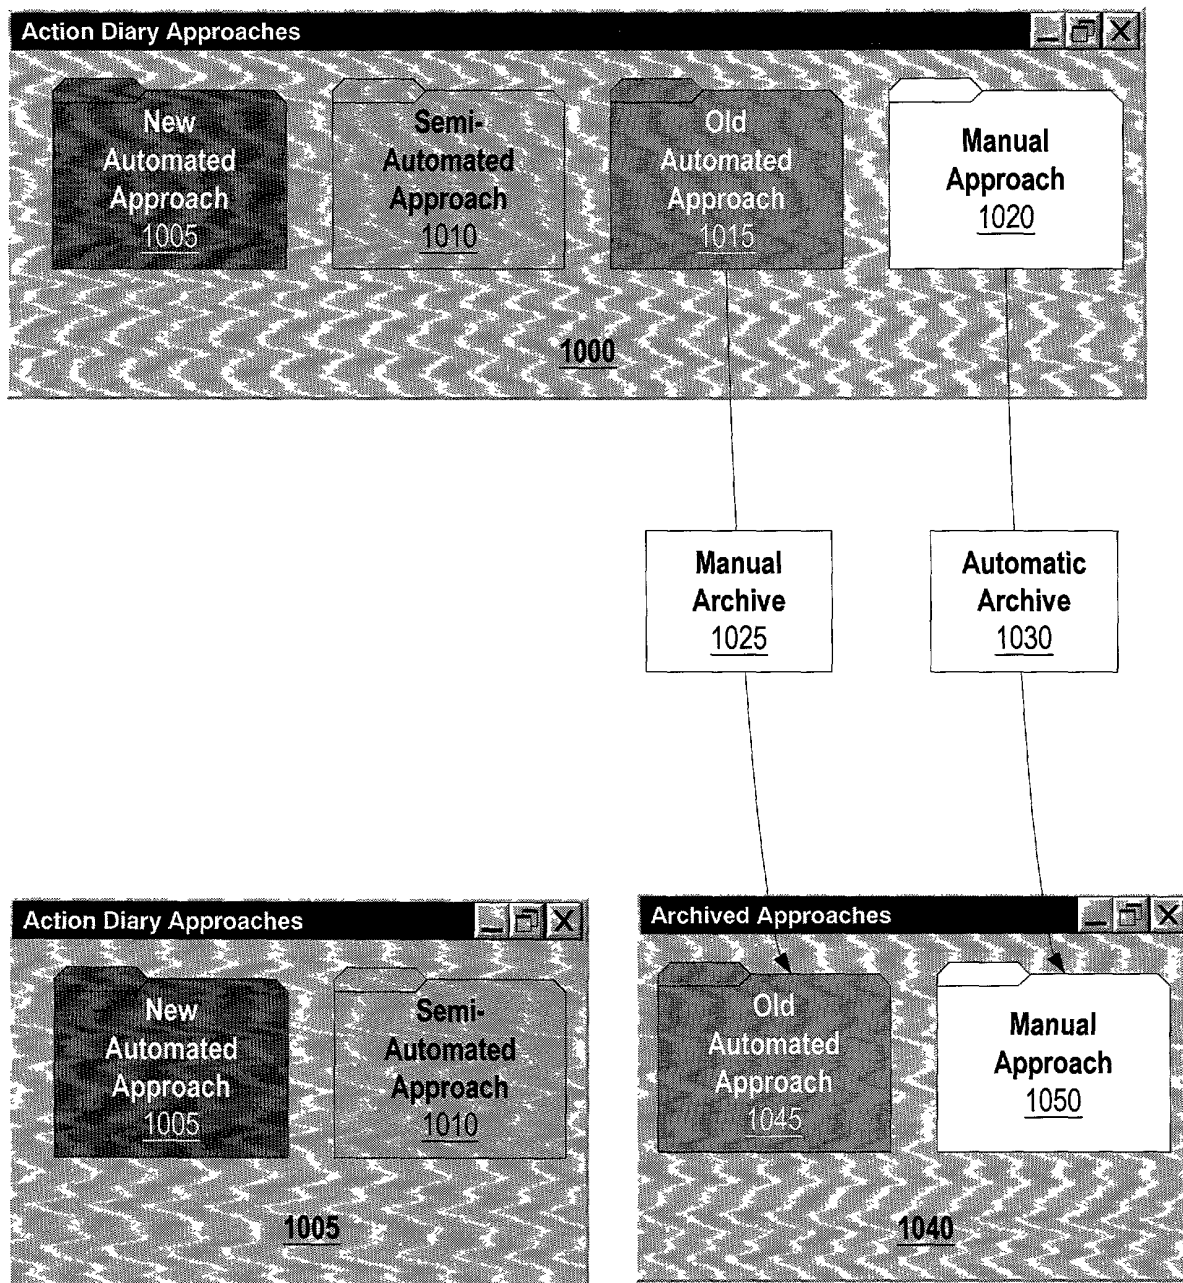 Action Diary Approaches
New
Automated
Approach
1005
Semi-
Automated
Approach
1010
Old
Automated
Approach
1015
Manual
Approach
1020
1000
Manual
Archive
1025
Automatic
Archive
1030
Action Diary Approaches
New
Automated
Approach
1005
Semi-
Automated
Approach
1010
1005
Archived Approaches
Old
Automated
Approach
1045
Manual
Approach
1050
1040